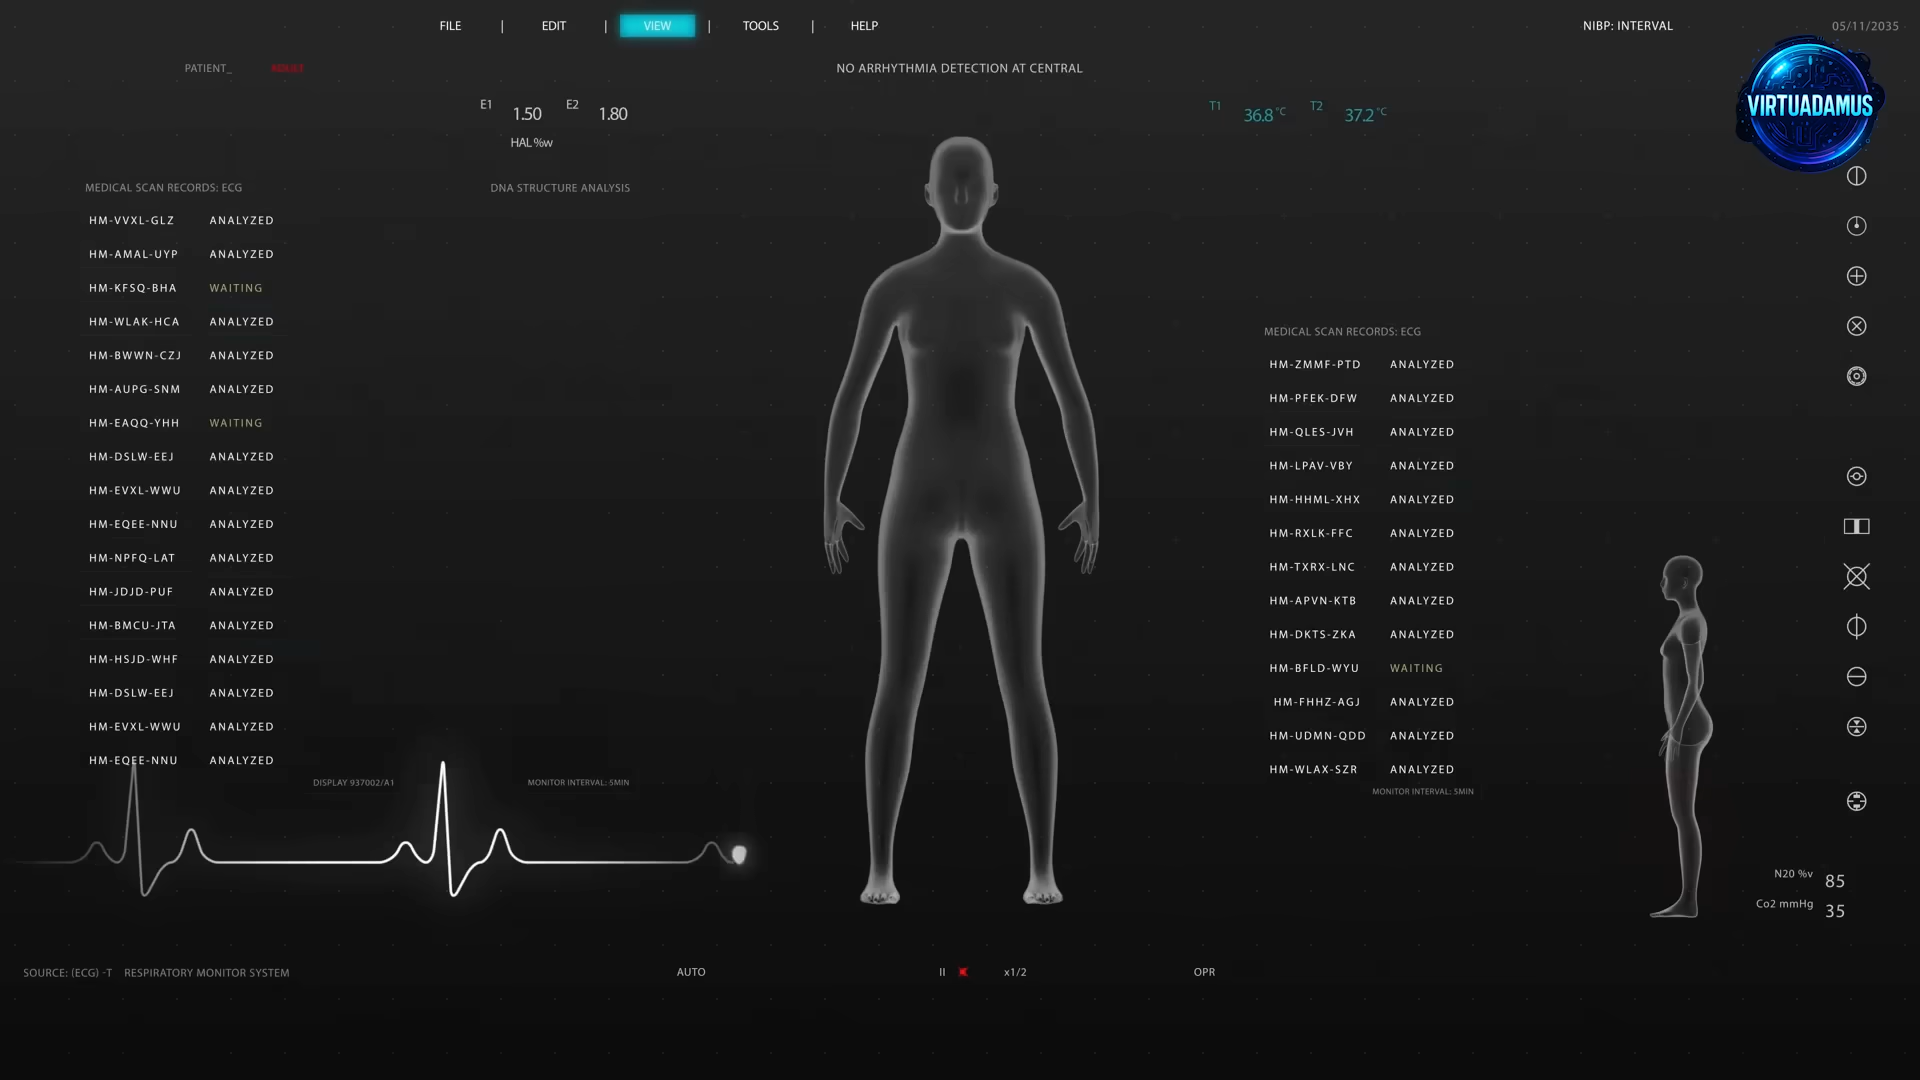 FILE | EDIT | VIEW | TOOLS | HELP
NIBP: INTERVAL
05/11/2035
PATIENT_ ADULT
NO ARRHYTHMIA DETECTION AT CENTRAL
VIRTUADAMUS
E1 1.50 E2 1.80
HAL %w
T1 36.8 °C T2 37.2 °C
MEDICAL SCAN RECORDS: ECG
HM-VVXL-GLZ ANALYZED
HM-AMAL-UYP ANALYZED
HM-KFSQ-BHA WAITING
HM-WLAK-HCA ANALYZED
HM-BWWN-CZJ ANALYZED
HM-AUPG-SNM ANALYZED
HM-EAQQ-YHH WAITING
HM-DSLW-EEJ ANALYZED
HM-EVXL-WWU ANALYZED
HM-EQEE-NNU ANALYZED
HM-NPFQ-LAT ANALYZED
HM-JDJD-PUF ANALYZED
HM-BMCU-JTA ANALYZED
HM-HSJD-WHF ANALYZED
HM-DSLW-EEJ ANALYZED
HM-EVXL-WWU ANALYZED
HM-EQEE-NNU ANALYZED
DNA STRUCTURE ANALYSIS
DISPLAY 937002/A1
MONITOR INTERVAL: 5MIN
MEDICAL SCAN RECORDS: ECG
HM-ZMMF-PTD ANALYZED
HM-PFEK-DFW ANALYZED
HM-QLES-JVH ANALYZED
HM-LPAV-VBY ANALYZED
HM-HHML-XHX ANALYZED
HM-RXLK-FFC ANALYZED
HM-TXRX-LNC ANALYZED
HM-APVN-KTB ANALYZED
HM-DKTS-ZKA ANALYZED
HM-BFLD-WYU WAITING
HM-FHHZ-AGJ ANALYZED
HM-UDMN-QDD ANALYZED
HM-WLAX-SZR ANALYZED
MONITOR INTERVAL: 5MIN
N20 %v 85
Co2 mmHg 35
SOURCE: (ECG) -T RESPIRATORY MONITOR SYSTEM
AUTO
II x1/2
OPR